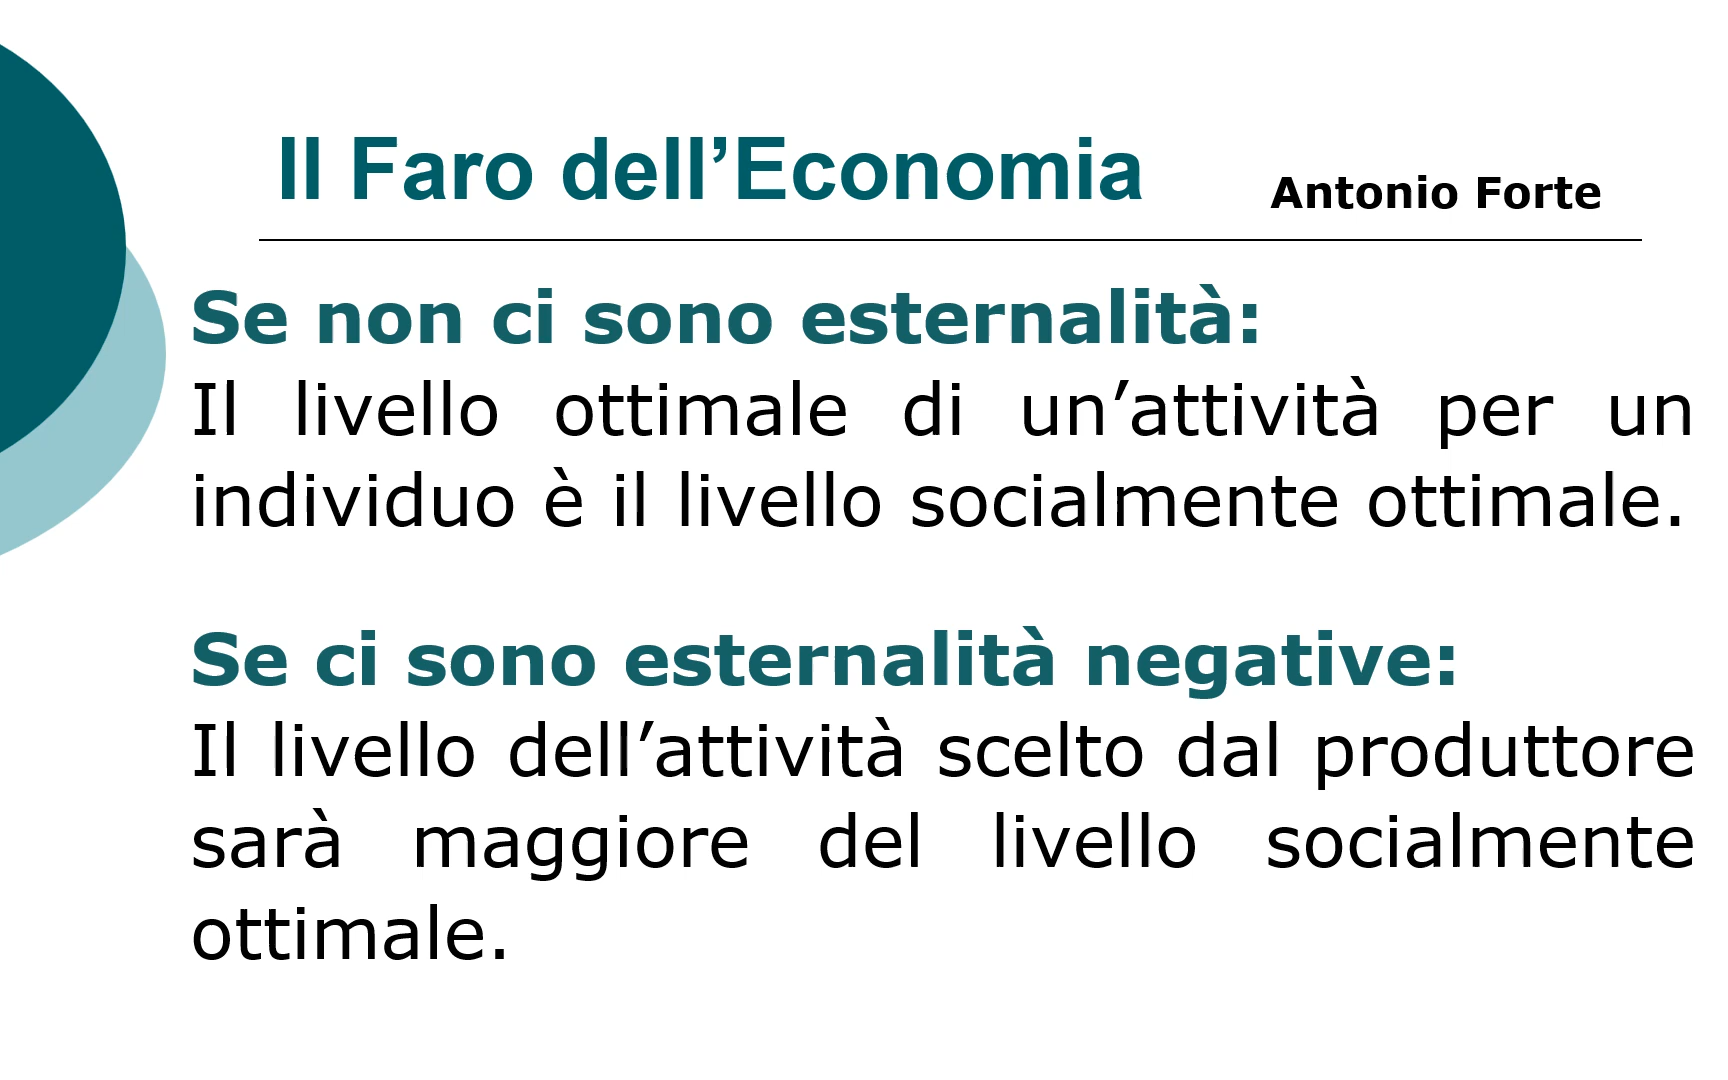 Il Faro dell’Economia
Antonio Forte
Se non ci sono esternalità:
Il livello ottimale di un’attività per un
individuo è il livello socialmente ottimale.
Se ci sono esternalità negative:
Il livello dell’attività scelto dal produttore
sarà maggiore del livello socialmente
ottimale.